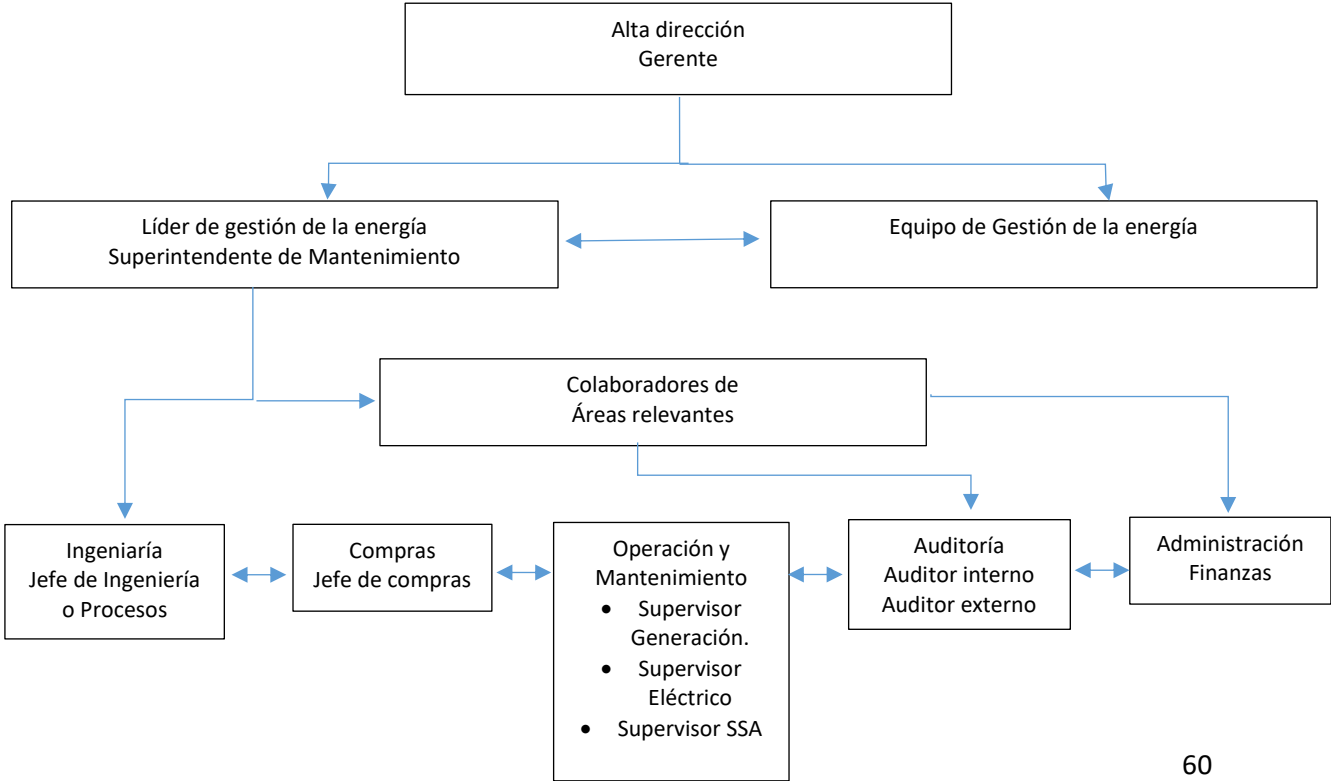 Alta dirección
Gerente
Líder de gestión de la energía
Superintendente de Mantenimiento
Equipo de Gestión de la energía
Colaboradores de
Áreas relevantes
Ingeniaría
Jefe de Ingeniería
o Procesos
Compras
Jefe de compras
Operación y
Mantenimiento
• Supervisor
Generación.
• Supervisor
Eléctrico
• Supervisor SSA
Auditoría
Auditor interno
Auditor externo
Administración
Finanzas
60